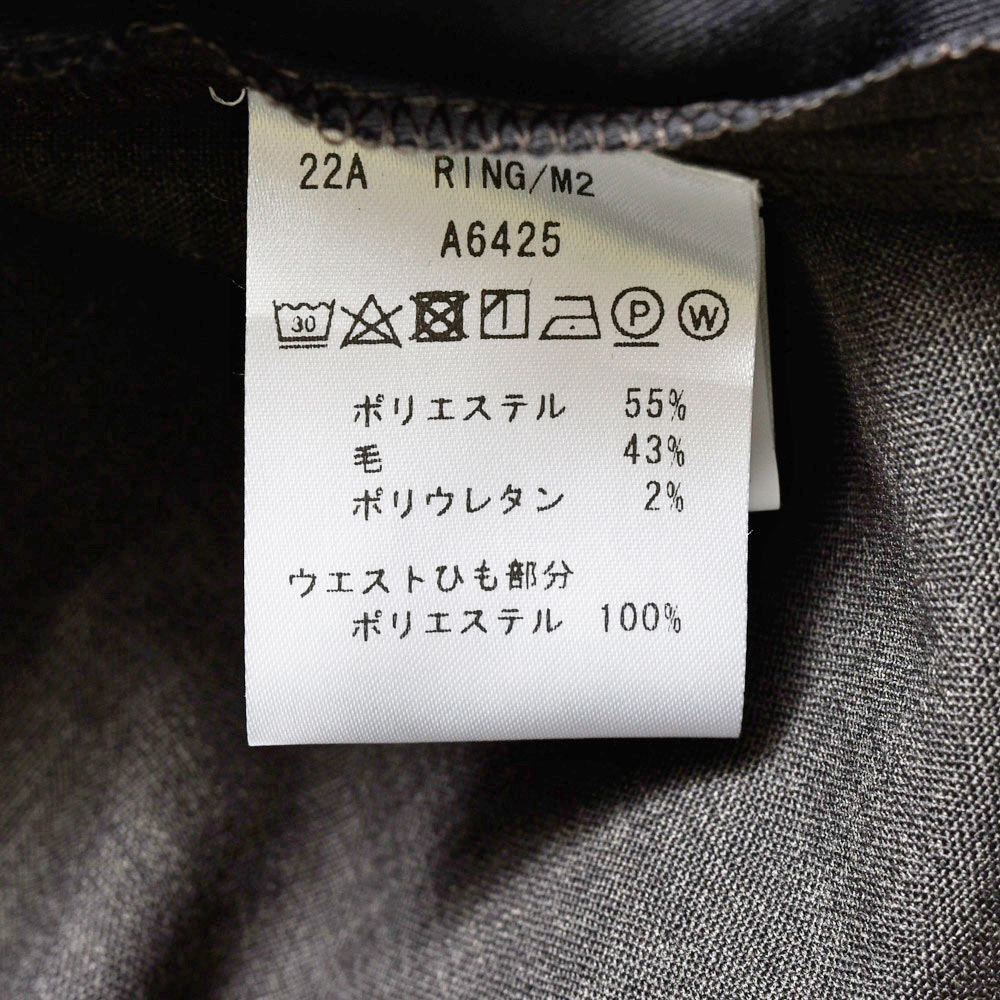 22A RING/M2
A6425
30 P W
ポリエステル 55%
毛 43%
ポリウレタン 2%
ウエストひも部分
ポリエステル 100%